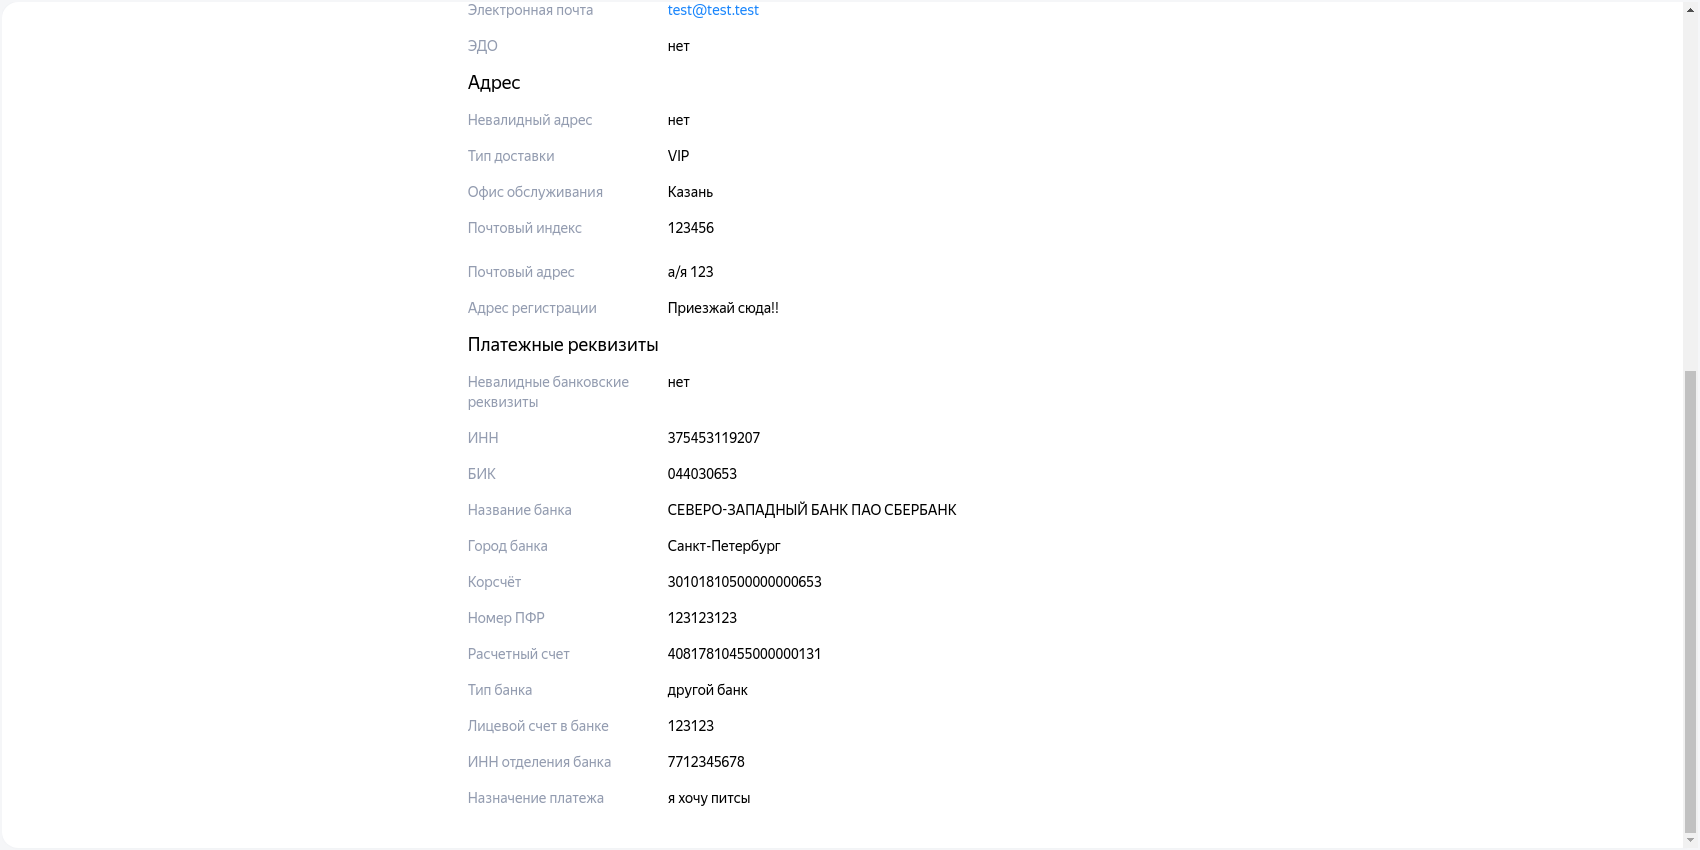 Электронная почта test@test.test
ЭДО нет
Адрес
Невалидный адрес нет
Тип доставки VIP
Офис обслуживания Казань
Почтовый индекс 123456
Почтовый адрес а/я 123
Адрес регистрации Приезжай сюда!!
Платежные реквизиты
Невалидные банковские нет
реквизиты
ИНН 375453119207
БИК 044030653
Название банка СЕВЕРО-ЗАПАДНЫЙ БАНК ПАО СБЕРБАНК
Город банка Санкт-Петербург
Корсчёт 30101810500000000653
Номер ПФР 123123123
Расчетный счет 40817810455000000131
Тип банка другой банк
Лицевой счет в банке 123123
ИНН отделения банка 7712345678
Назначение платежа я хочу питсы